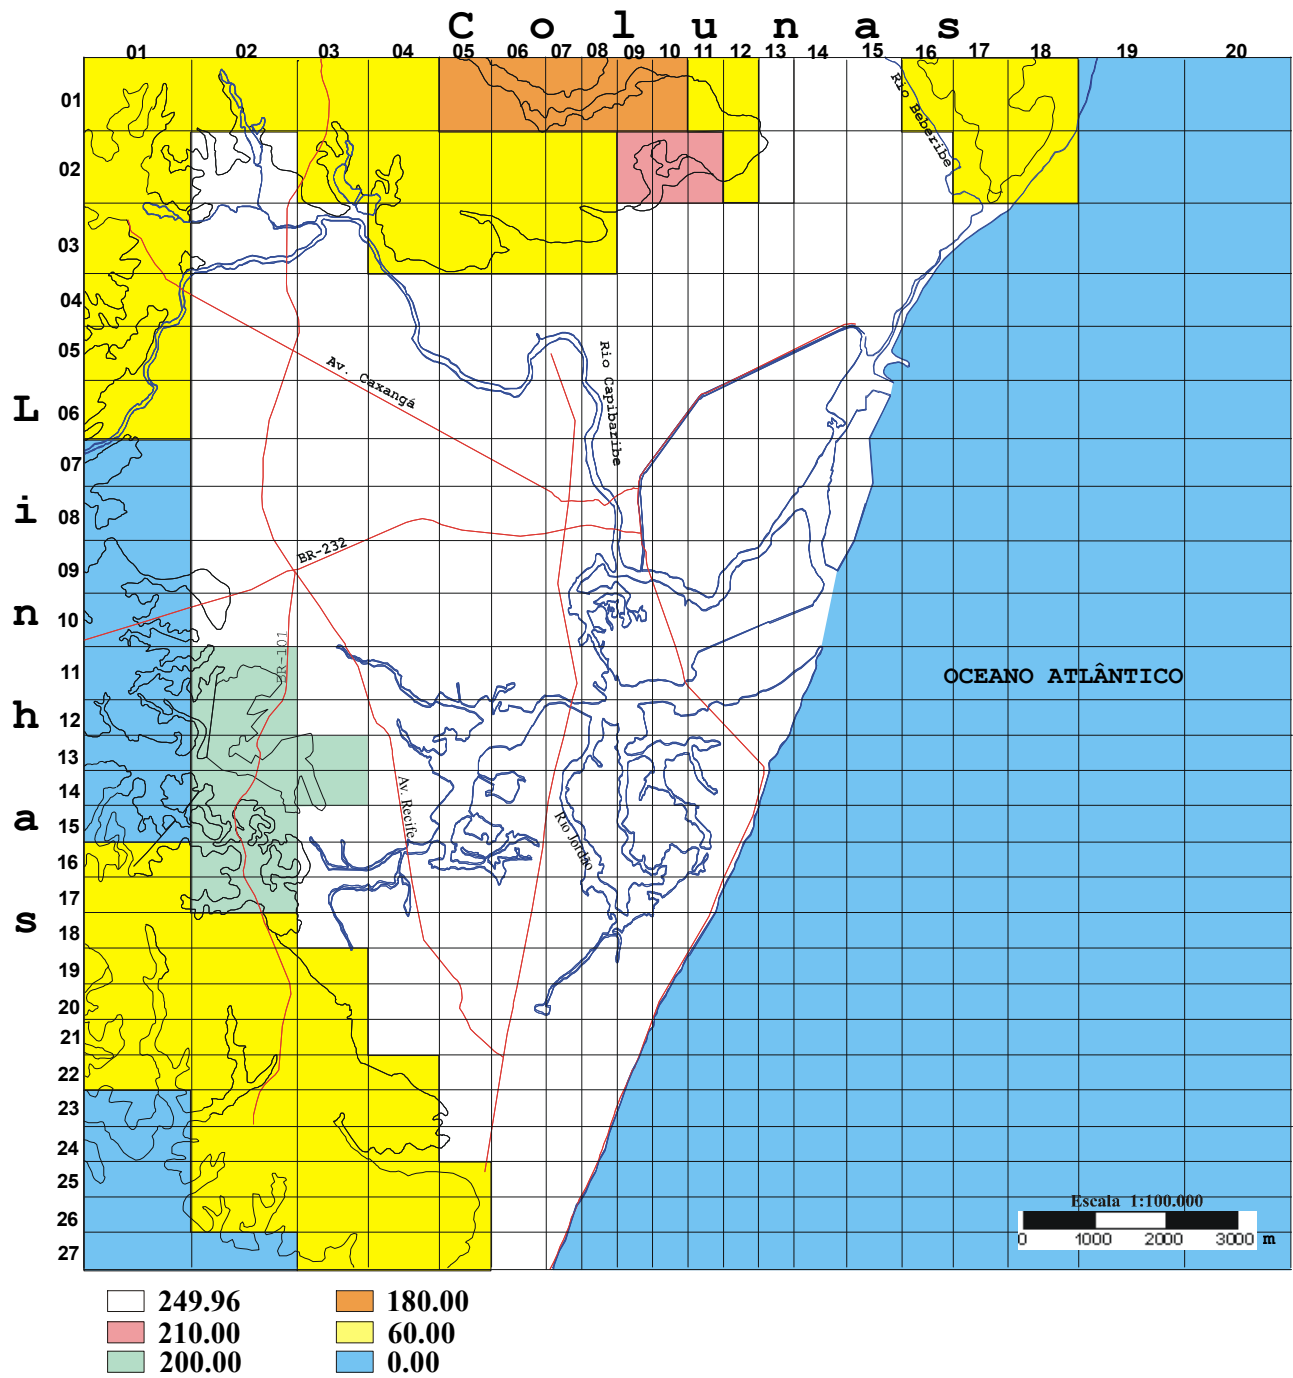 Colunas
01 02 03 04 05 06 07 08 09 10 11 12 13 14 15 16 17 18 19 20
Linhas
01
02
03
04
05
06
07
08
09
10
11
12
13
14
15
16
17
18
19
20
21
22
23
24
25
26
27
Rio Beberibe
Av. Caxangá
Rio Capibaribe
BR-232
BR-101
OCEANO ATLÂNTICO
Av. Recife
Rio Jordão
Escala 1:100.000
0 1000 2000 3000 m
249.96
210.00
200.00
180.00
60.00
0.00